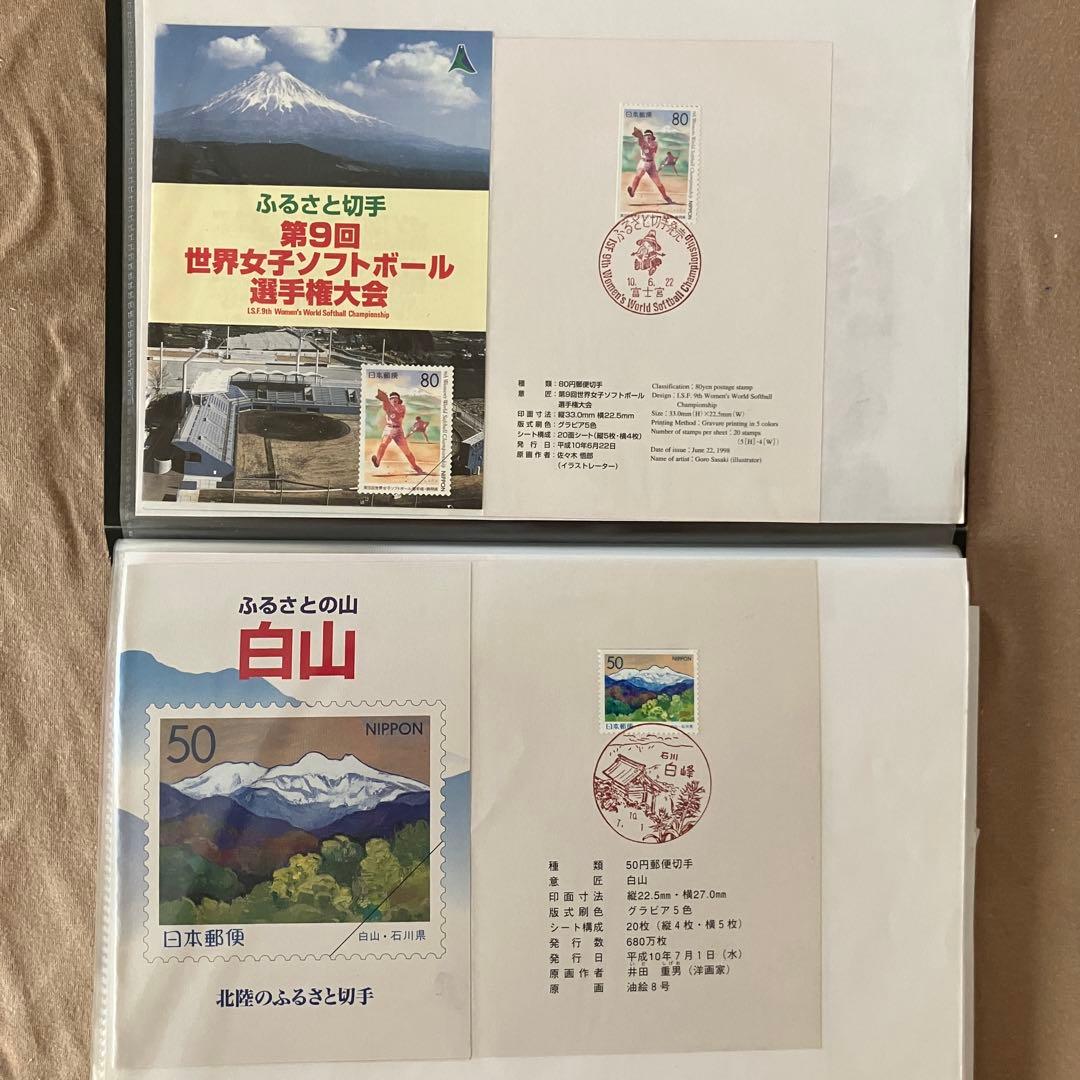 ふるさと切手
第9回
世界女子ソフトボール
選手権大会
I.S.F. 9th Women's World Softball Championship
日本郵便 80
NIPPON
日本郵便 80
NIPPON
ふるさと切手発売
10.6.22
富士宮
ISF 9th Women's World Softball Championship
種 類：80円郵便切手
意 匠：第9回世界女子ソフトボール
選手権大会
印面寸法：縦33.0mm 横22.5mm
版式刷色：グラビア5色
シート構成：20面シート(縦5枚・横4枚)
発 行 日：平成10年6月22日
原画作者：佐々木 悟郎
(イラストレーター)
Classification : 80yen postage stamp
Design : I.S.F. 9th Women's World Softball
Championship
Size : 33.0mm (H)×22.5mm (W)
Printing Method : Gravure printing in 5 colors
Number of stamps per sheet : 20 stamps
(5[H]-4[W])
Date of issue : June 22, 1998
Name of artist : Goro Sasaki (illustrator)
ふるさとの山
白山
50 NIPPON
日本郵便
白山・石川県
北陸のふるさと切手
50 NIPPON
日本郵便
石川
白峰
10
7. 1
種 類 50円郵便切手
意 匠 白山
印面寸法 縦22.5mm・横27.0mm
版式刷色 グラビア5色
シート構成 20枚(縦4枚・横5枚)
発 行 数 680万枚
発 行 日 平成10年7月1日(水)
原画作者 井田 重男(洋画家)
原 画 油絵8号